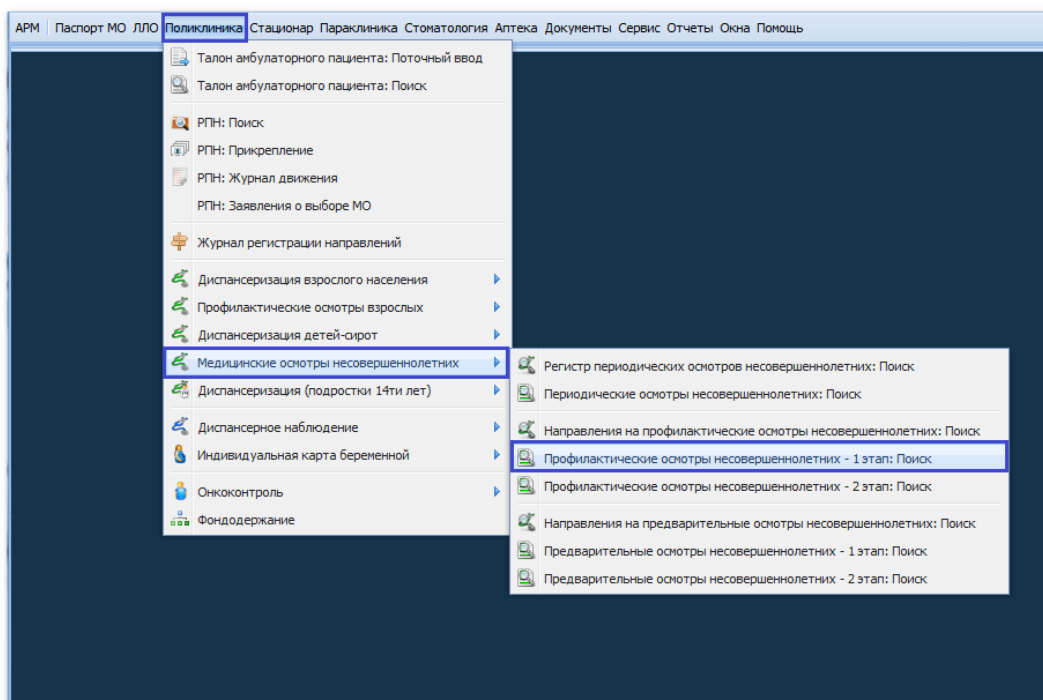 АРМ Паспорт МО ЛЛО Поликлиника Стационар Параклиника Стоматология Аптека Документы Сервис Отчеты Окна Помощь
Талон амбулаторного пациента: Поточный ввод
Талон амбулаторного пациента: Поиск
РПН: Поиск
РПН: Прикрепление
РПН: Журнал движения
РПН: Заявления о выборе МО
Журнал регистрации направлений
Диспансеризация взрослого населения
Профилактические осмотры взрослых
Диспансеризация детей-сирот
Медицинские осмотры несовершеннолетних
Диспансеризация (подростки 14ти лет)
Диспансерное наблюдение
Индивидуальная карта беременной
Онкоконтроль
Фондодержание
Регистр периодических осмотров несовершеннолетних: Поиск
Периодические осмотры несовершеннолетних: Поиск
Направления на профилактические осмотры несовершеннолетних: Поиск
Профилактические осмотры несовершеннолетних - 1 этап: Поиск
Профилактические осмотры несовершеннолетних - 2 этап: Поиск
Направления на предварительные осмотры несовершеннолетних: Поиск
Предварительные осмотры несовершеннолетних - 1 этап: Поиск
Предварительные осмотры несовершеннолетних - 2 этап: Поиск